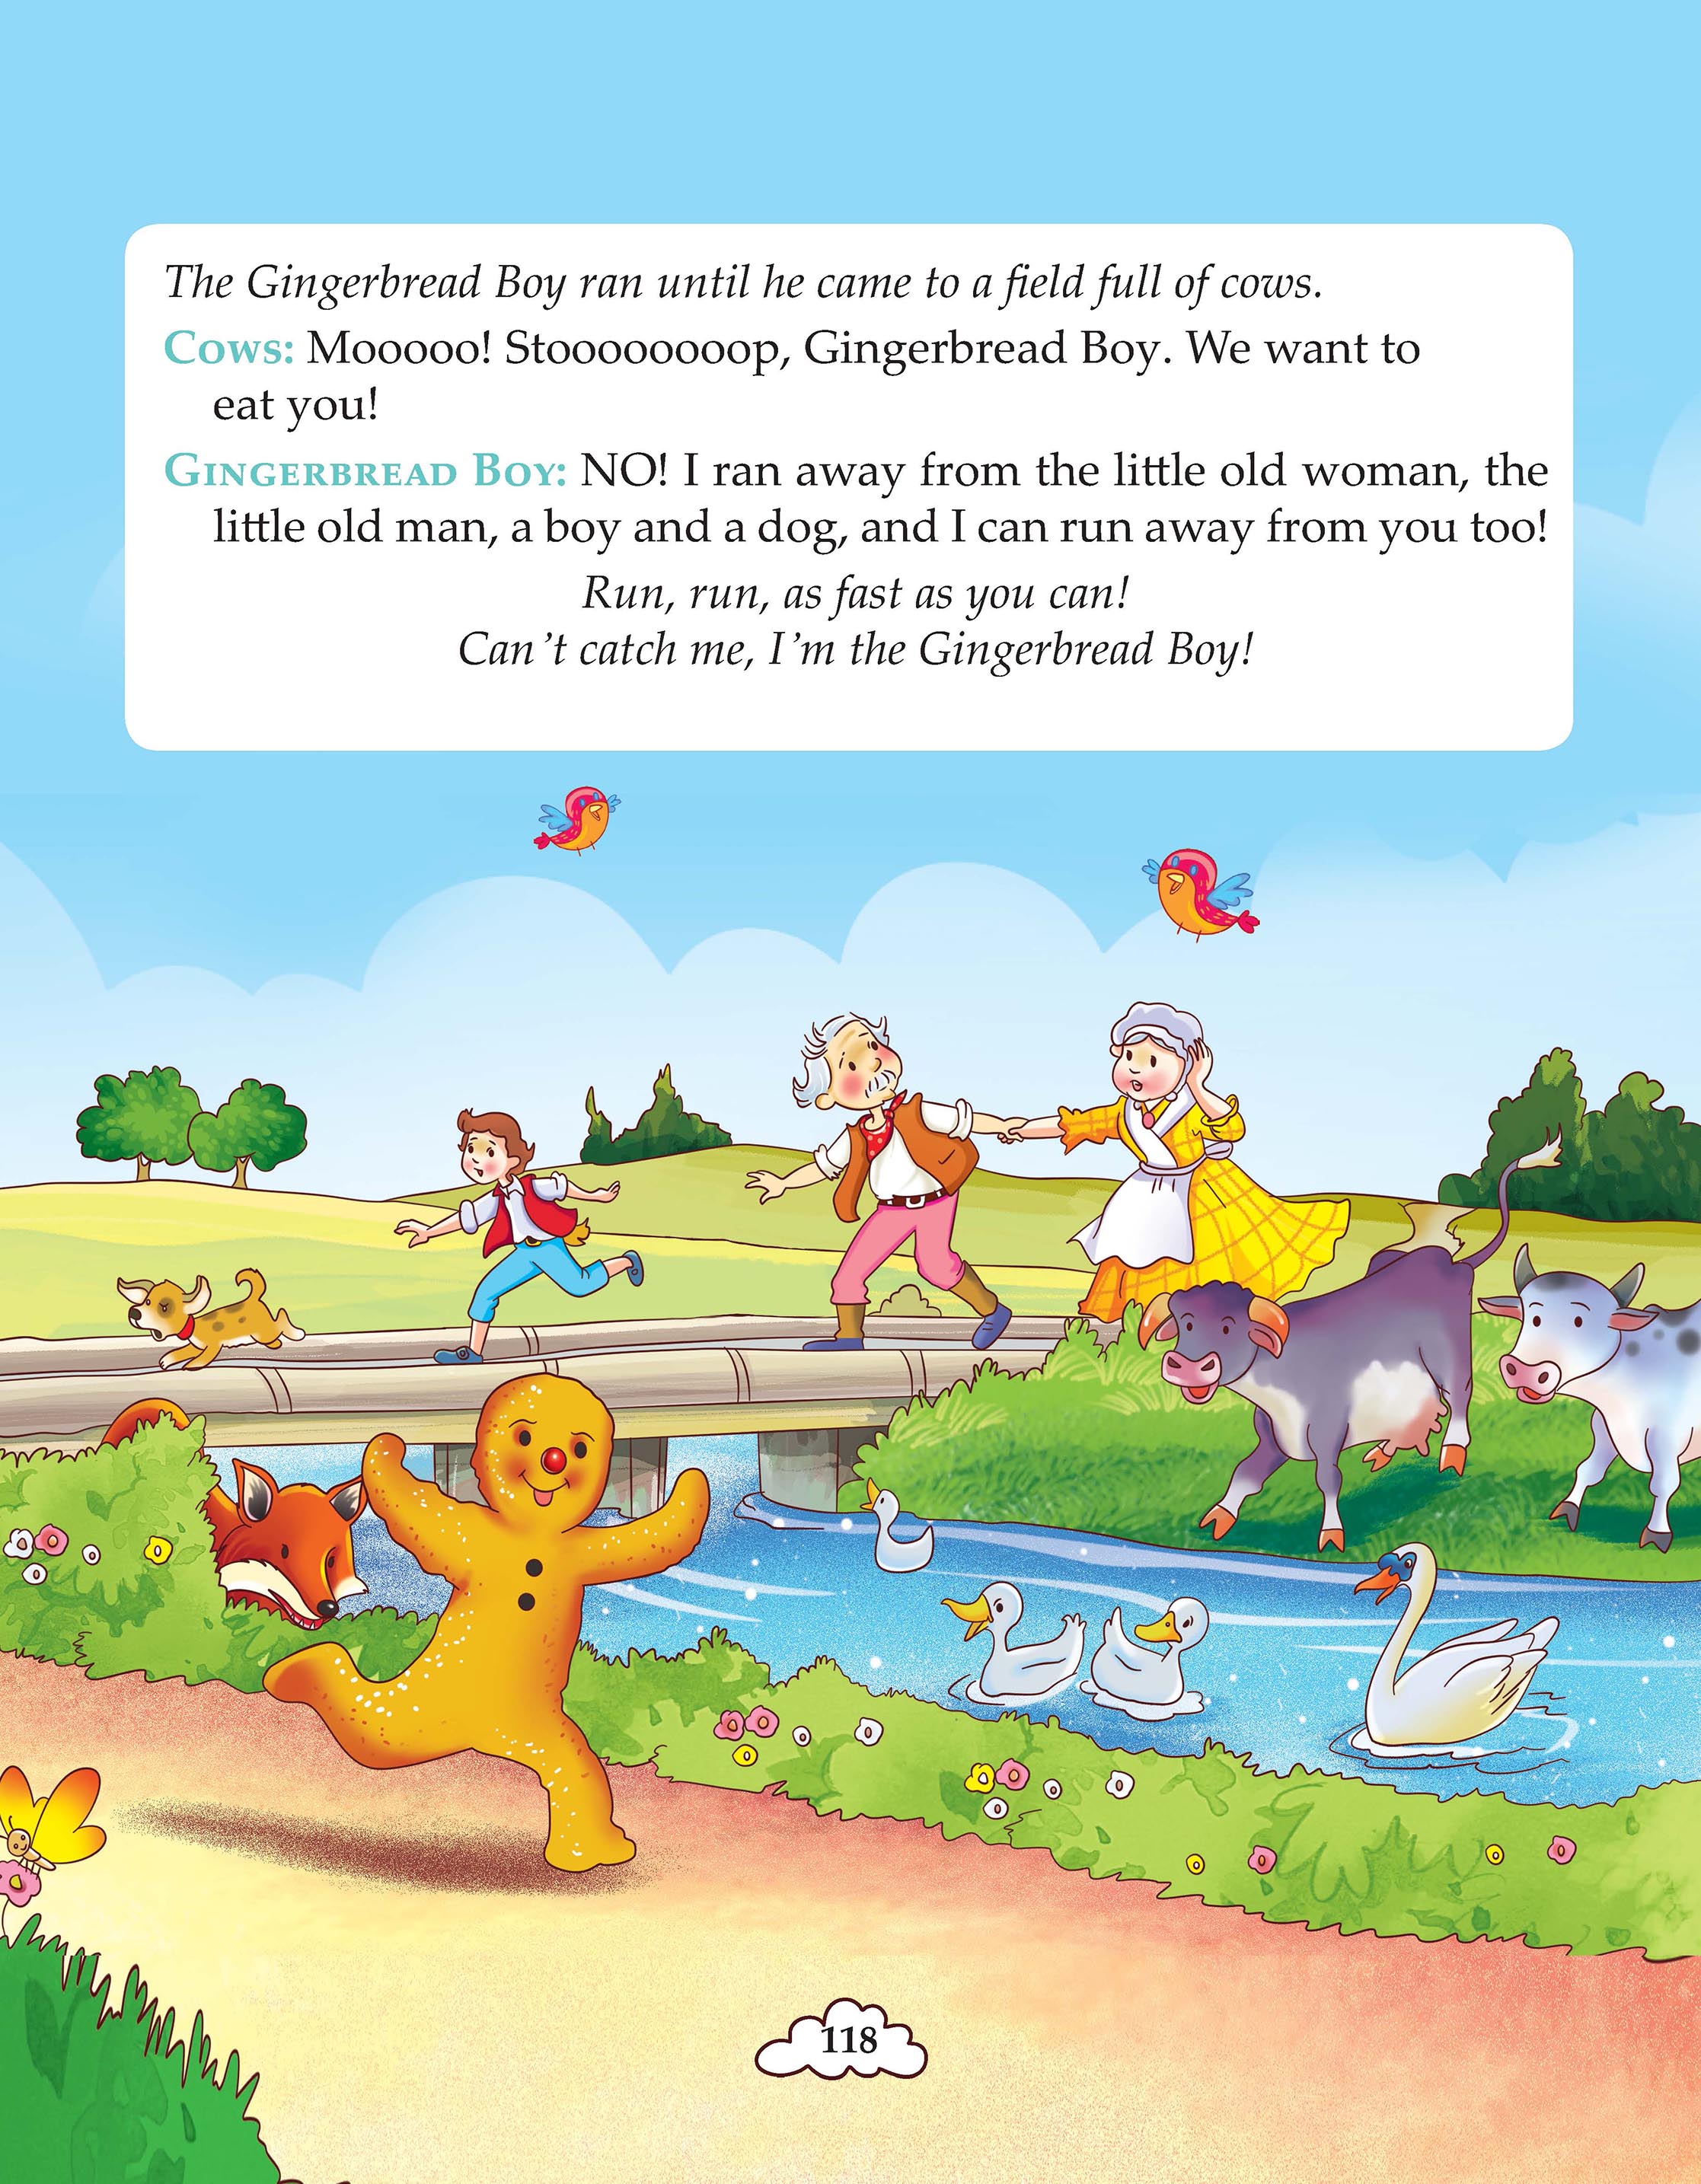 The Gingerbread Boy ran until he came to a field full of cows.
Cows: Mooooo! Stoooooooop, Gingerbread Boy. We want to
eat you!
Gingerbread Boy: NO! I ran away from the little old woman, the
little old man, a boy and a dog, and I can run away from you too!
Run, run, as fast as you can!
Can't catch me, I'm the Gingerbread Boy!
118